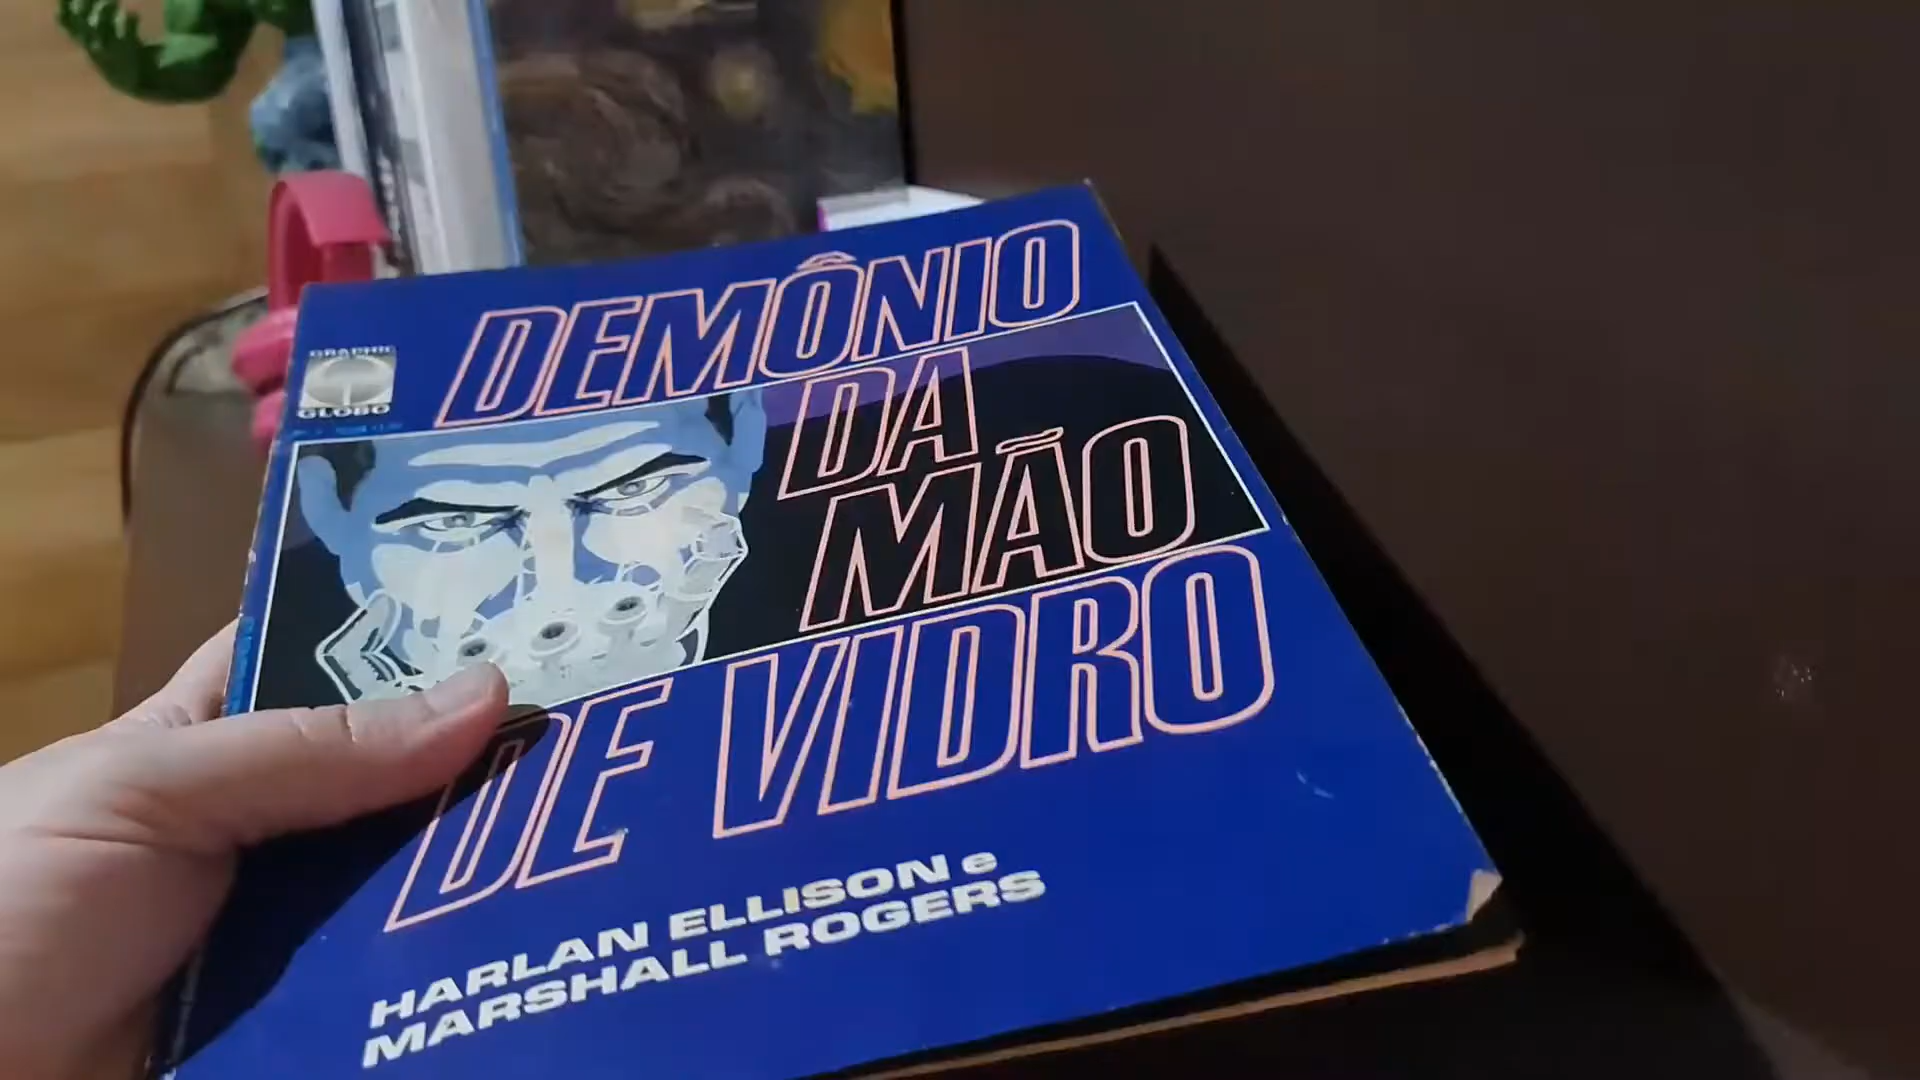 DEMÔNIO
DA
MÃO
DE VIDRO
GRAPHIC
GLOBO
HARLAN ELLISON e
MARSHALL ROGERS